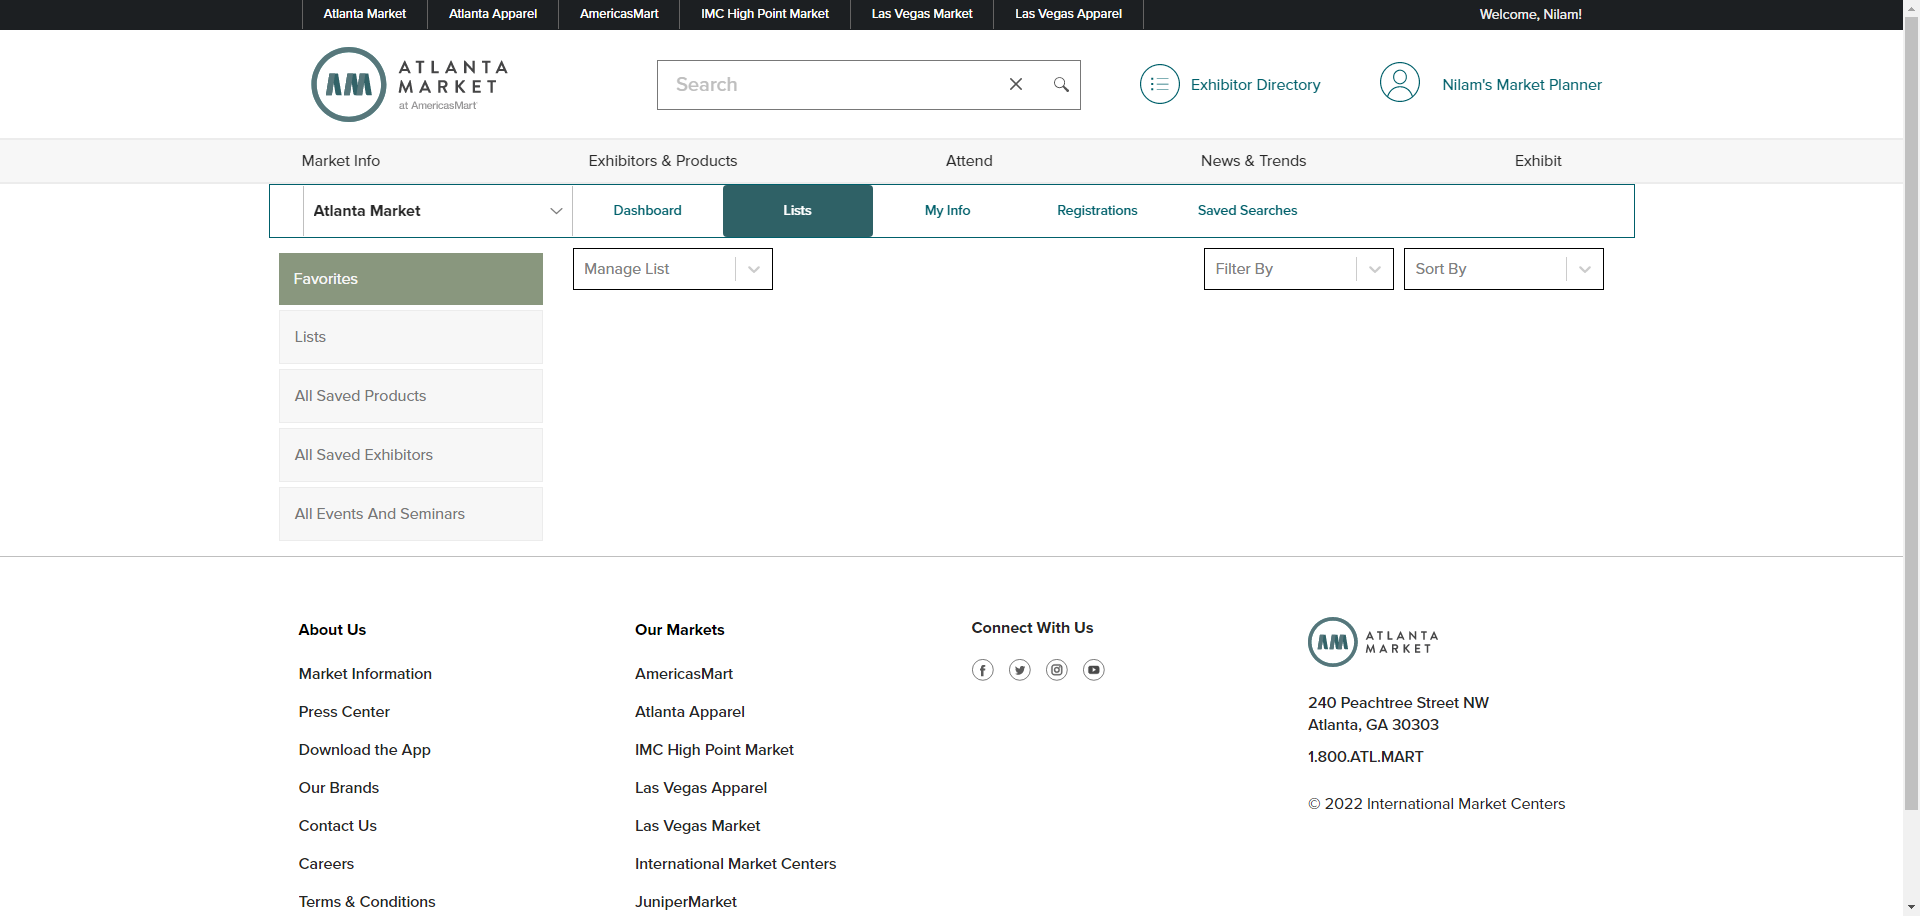 Atlanta Market
Atlanta Apparel
AmericasMart
IMC High Point Market
Las Vegas Market
Las Vegas Apparel
Welcome, Nilam!
AM
ATLANTA
MARKET
at AmericasMart
Search
Exhibitor Directory
Nilam's Market Planner
Market Info
Exhibitors & Products
Attend
News & Trends
Exhibit
Atlanta Market
Dashboard
Lists
My Info
Registrations
Saved Searches
Favorites
Lists
All Saved Products
All Saved Exhibitors
All Events And Seminars
Manage List
Filter By
Sort By
About Us
Market Information
Press Center
Download the App
Our Brands
Contact Us
Careers
Terms & Conditions
Our Markets
AmericasMart
Atlanta Apparel
IMC High Point Market
Las Vegas Apparel
Las Vegas Market
International Market Centers
JuniperMarket
Connect With Us
AM
ATLANTA
MARKET
240 Peachtree Street NW
Atlanta, GA 30303
1.800.ATL.MART
© 2022 International Market Centers